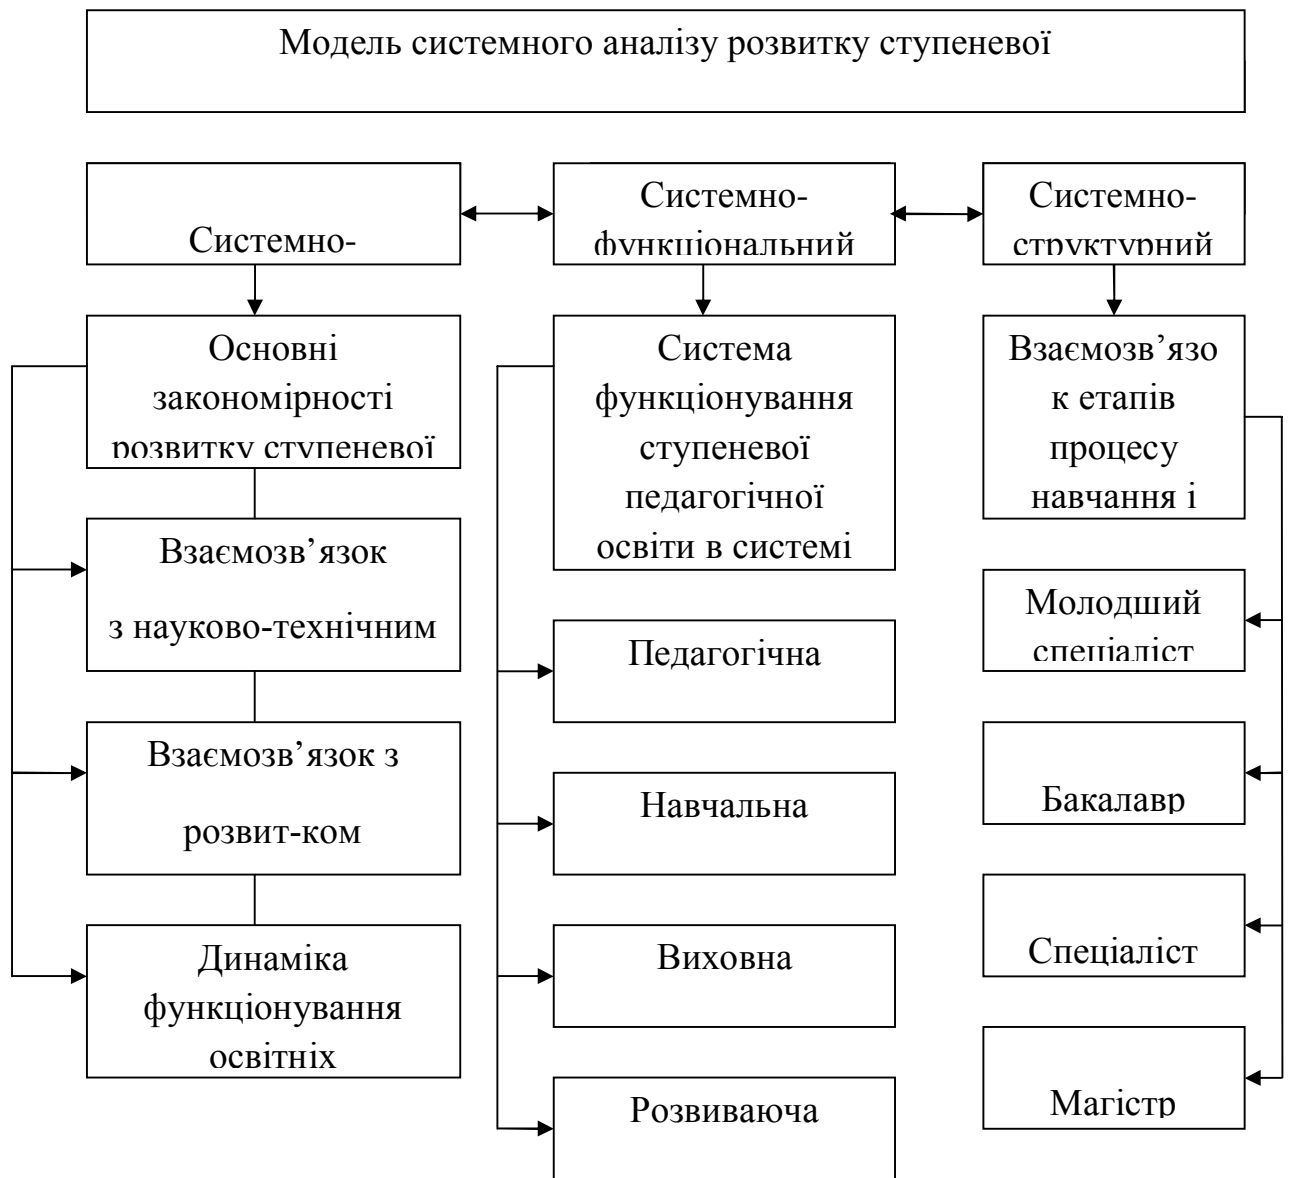 Модель системного аналізу розвитку ступеневої
Системно-
Системно-
функціональний
Системно-
структурний
Основні
закономірності
розвитку ступеневої
Взаємозв’язок
з науково-технічним
Взаємозв’язок з
розвит-ком
Динаміка
функціонування
освітніх
Система
функціонування
ступеневої
педагогічної
освіти в системі
Педагогічна
Навчальна
Виховна
Розвиваюча
Взаємозв’язо
к етапів
процесу
навчання і
Молодший
спеціаліст
Бакалавр
Спеціаліст
Магістр